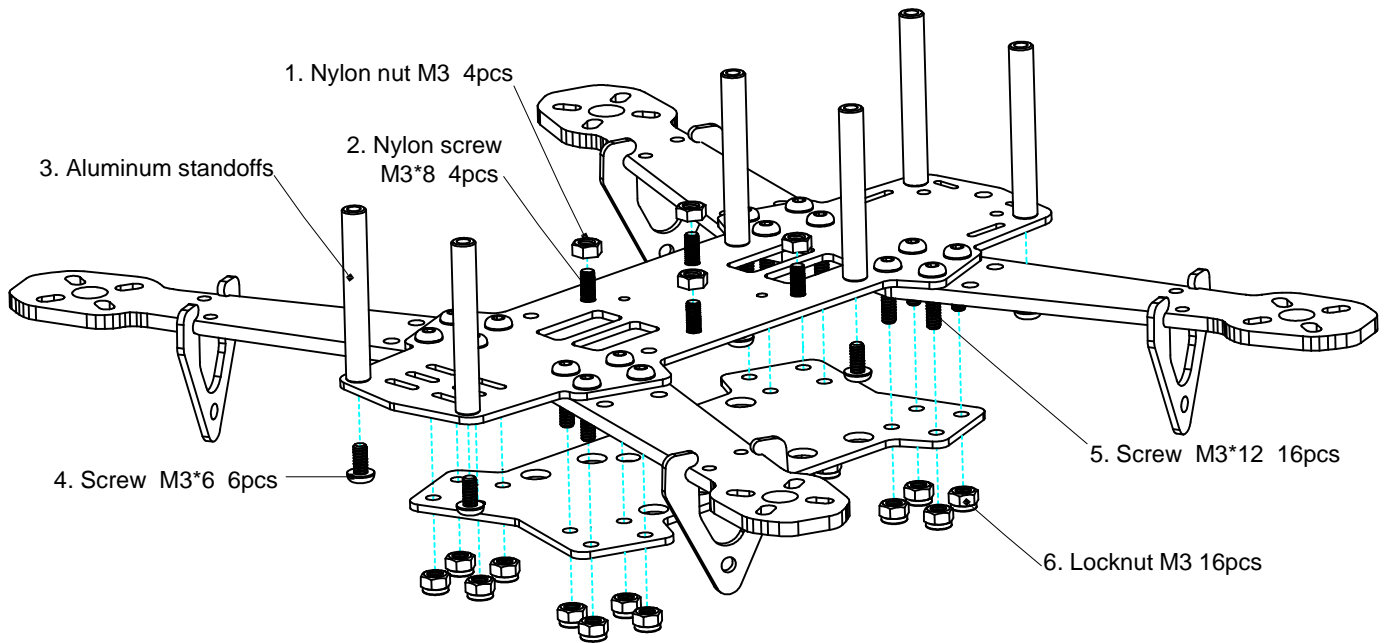 1. Nylon nut M3 4pcs
2. Nylon screw
M3*8 4pcs
3. Aluminum standoffs
4. Screw M3*6 6pcs
5. Screw M3*12 16pcs
6. Locknut M3 16pcs